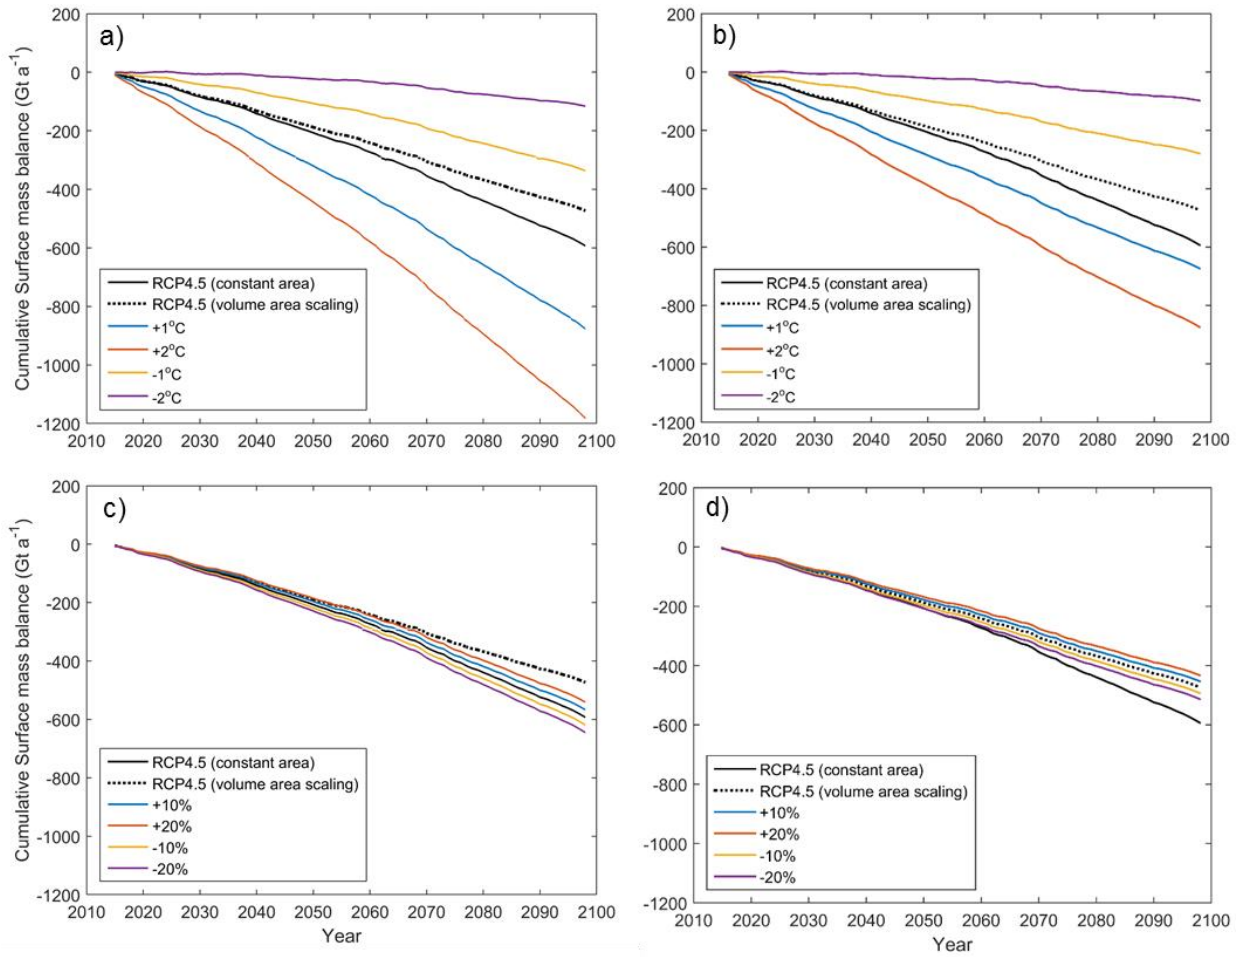 a)
Cumulative Surface mass balance (Gt a-1)
200
0
-200
-400
-600
-800
-1000
-1200
RCP4.5 (constant area)
RCP4.5 (volume area scaling)
+1°C
+2°C
-1°C
-2°C
2010 2020 2030 2040 2050 2060 2070 2080 2090 2100
b)
200
0
-200
-400
-600
-800
-1000
-1200
RCP4.5 (constant area)
RCP4.5 (volume area scaling)
+1°C
+2°C
-1°C
-2°C
2010 2020 2030 2040 2050 2060 2070 2080 2090 2100
c)
Cumulative Surface mass balance (Gt a-1)
200
0
-200
-400
-600
-800
-1000
-1200
RCP4.5 (constant area)
RCP4.5 (volume area scaling)
+10%
+20%
-10%
-20%
2010 2020 2030 2040 2050 2060 2070 2080 2090 2100
Year
d)
200
0
-200
-400
-600
-800
-1000
-1200
RCP4.5 (constant area)
RCP4.5 (volume area scaling)
+10%
+20%
-10%
-20%
2010 2020 2030 2040 2050 2060 2070 2080 2090 2100
Year